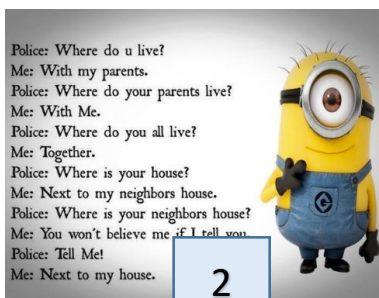 Police: Where do u live?
Me: With my parents.
Police: Where do your parents live?
Me: With Me.
Police: Where do you all live?
Me: Together.
Police: Where is your house?
Me: Next to my neighbors house.
Police: Where is your neighbors house?
Me: You won't believe me if I tell you.
Police: Tell Me!
Me: Next to my house.
2